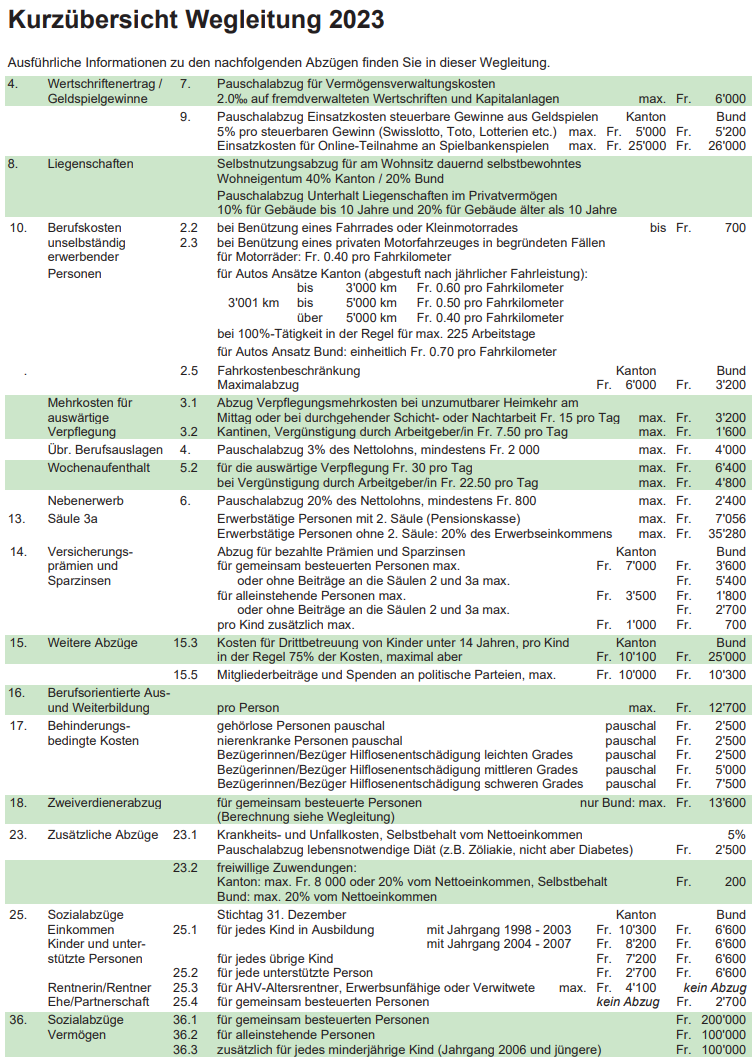 Kurzübersicht Wegleitung 2023
Ausführliche Informationen zu den nachfolgenden Abzügen finden Sie in dieser Wegleitung.
4. Wertschriftenertrag / 7. Pauschalabzug für Vermögensverwaltungskosten
Geldspielgewinne 2.0‰ auf fremdverwalteten Wertschriften und Kapitalanlagen max. Fr. 6'000
9. Pauschalabzug Einsatzkosten steuerbare Gewinne aus Geldspielen Kanton Bund
5% pro steuerbaren Gewinn (Swisslotto, Toto, Lotterien etc.) max. Fr. 5'000 Fr. 5'200
Einsatzkosten für Online-Teilnahme an Spielbankenspielen max. Fr. 25'000 Fr. 26'000
8. Liegenschaften Selbstnutzungsabzug für am Wohnsitz dauernd selbstbewohntes
Wohneigentum 40% Kanton / 20% Bund
Pauschalabzug Unterhalt Liegenschaften im Privatvermögen
10% für Gebäude bis 10 Jahre und 20% für Gebäude älter als 10 Jahre
10. Berufskosten 2.2 bei Benützung eines Fahrrades oder Kleinmotorrades bis Fr. 700
unselbständig 2.3 bei Benützung eines privaten Motorfahrzeuges in begründeten Fällen
erwerbender für Motorräder: Fr. 0.40 pro Fahrkilometer
Personen für Autos Ansätze Kanton (abgestuft nach jährlicher Fahrleistung):
bis 3'000 km Fr. 0.60 pro Fahrkilometer
3'001 km bis 5'000 km Fr. 0.50 pro Fahrkilometer
über 5'000 km Fr. 0.40 pro Fahrkilometer
bei 100%-Tätigkeit in der Regel für max. 225 Arbeitstage
für Autos Ansatz Bund: einheitlich Fr. 0.70 pro Fahrkilometer
. 2.5 Fahrkostenbeschränkung Kanton Bund
Maximalabzug Fr. 6'000 Fr. 3'200
Mehrkosten für 3.1 Abzug Verpflegungsmehrkosten bei unzumutbarer Heimkehr am
auswärtige Mittag oder bei durchgehender Schicht- oder Nachtarbeit Fr. 15 pro Tag max. Fr. 3'200
Verpflegung 3.2 Kantinen, Vergünstigung durch Arbeitgeber/in Fr. 7.50 pro Tag max. Fr. 1'600
Übr. Berufsauslagen 4. Pauschalabzug 3% des Nettolohns, mindestens Fr. 2 000 max. Fr. 4'000
Wochenaufenthalt 5.2 für die auswärtige Verpflegung Fr. 30 pro Tag max. Fr. 6'400
bei Vergünstigung durch Arbeitgeber/in Fr. 22.50 pro Tag max. Fr. 4'800
Nebenerwerb 6. Pauschalabzug 20% des Nettolohns, mindestens Fr. 800 max. Fr. 2'400
13. Säule 3a Erwerbstätige Personen mit 2. Säule (Pensionskasse) max. Fr. 7'056
Erwerbstätige Personen ohne 2. Säule: 20% des Erwerbseinkommens max. Fr. 35'280
14. Versicherungs- Abzug für bezahlte Prämien und Sparzinsen Kanton Bund
prämien und für gemeinsam besteuerten Personen max. Fr. 7'000 Fr. 3'600
Sparzinsen oder ohne Beiträge an die Säulen 2 und 3a max. Fr. 5'400
für alleinstehende Personen max. Fr. 3'500 Fr. 1'800
oder ohne Beiträge an die Säulen 2 und 3a max. Fr. 2'700
pro Kind zusätzlich max. Fr. 1'000 Fr. 700
15. Weitere Abzüge 15.3 Kosten für Drittbetreuung von Kinder unter 14 Jahren, pro Kind Kanton Bund
in der Regel 75% der Kosten, maximal aber Fr. 10'100 Fr. 25'000
15.5 Mitgliederbeiträge und Spenden an politische Parteien, max. Fr. 10'000 Fr. 10'300
16. Berufsorientierte Aus-
und Weiterbildung pro Person max. Fr. 12'700
17. Behinderungs- gehörlose Personen pauschal pauschal Fr. 2'500
bedingte Kosten nierenkranke Personen pauschal pauschal Fr. 2'500
Bezügerinnen/Bezüger Hilflosenentschädigung leichten Grades pauschal Fr. 2'500
Bezügerinnen/Bezüger Hilflosenentschädigung mittleren Grades pauschal Fr. 5'000
Bezügerinnen/Bezüger Hilflosenentschädigung schweren Grades pauschal Fr. 7'500
18. Zweiverdienerabzug für gemeinsam besteuerte Personen nur Bund: max. Fr. 13'600
(Berechnung siehe Wegleitung)
23. Zusätzliche Abzüge 23.1 Krankheits- und Unfallkosten, Selbstbehalt vom Nettoeinkommen 5%
Pauschalabzug lebensnotwendige Diät (z.B. Zöliakie, nicht aber Diabetes) Fr. 2'500
23.2 freiwillige Zuwendungen:
Kanton: max. Fr. 8 000 oder 20% vom Nettoeinkommen, Selbstbehalt Fr. 200
Bund: max. 20% vom Nettoeinkommen
25. Sozialabzüge Stichtag 31. Dezember Kanton Bund
Einkommen 25.1 für jedes Kind in Ausbildung mit Jahrgang 1998 - 2003 Fr. 10'300 Fr. 6'600
Kinder und unter- mit Jahrgang 2004 - 2007 Fr. 8'200 Fr. 6'600
stützte Personen für jedes übrige Kind Fr. 7'200 Fr. 6'600
25.2 für jede unterstützte Person Fr. 2'700 Fr. 6'600
Rentnerin/Rentner 25.3 für AHV-Altersrentner, Erwerbsunfähige oder Verwitwete max. Fr. 4'100 kein Abzug
Ehe/Partnerschaft 25.4 für gemeinsam besteuerten Personen kein Abzug Fr. 2'700
36. Sozialabzüge 36.1 für gemeinsam besteuerten Personen Fr. 200'000
Vermögen 36.2 für alleinstehende Personen Fr. 100'000
36.3 zusätzlich für jedes minderjährige Kind (Jahrgang 2006 und jüngere) Fr. 100'000